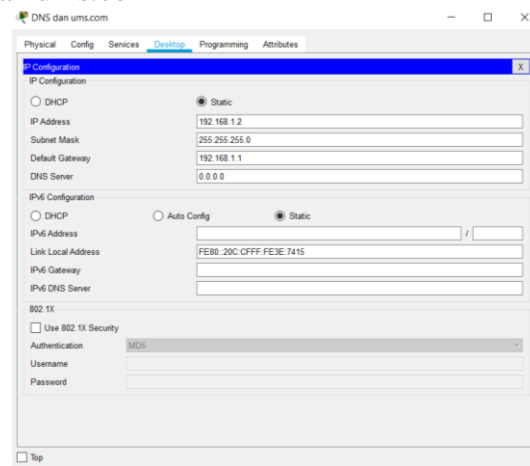 DNS dan ums.com
Physical Config Services Desktop Programming Attributes
IP Configuration X
IP Configuration
DHCP Static
IP Address 192.168.1.2
Subnet Mask 255.255.255.0
Default Gateway 192.168.1.1
DNS Server 0.0.0.0
IPv6 Configuration
DHCP Auto Config Static
IPv6 Address /
Link Local Address FE80::20C:CFFF:FE3E:7415
IPv6 Gateway
IPv6 DNS Server
802.1X
Use 802.1X Security
Authentication MD5
Username
Password
Top